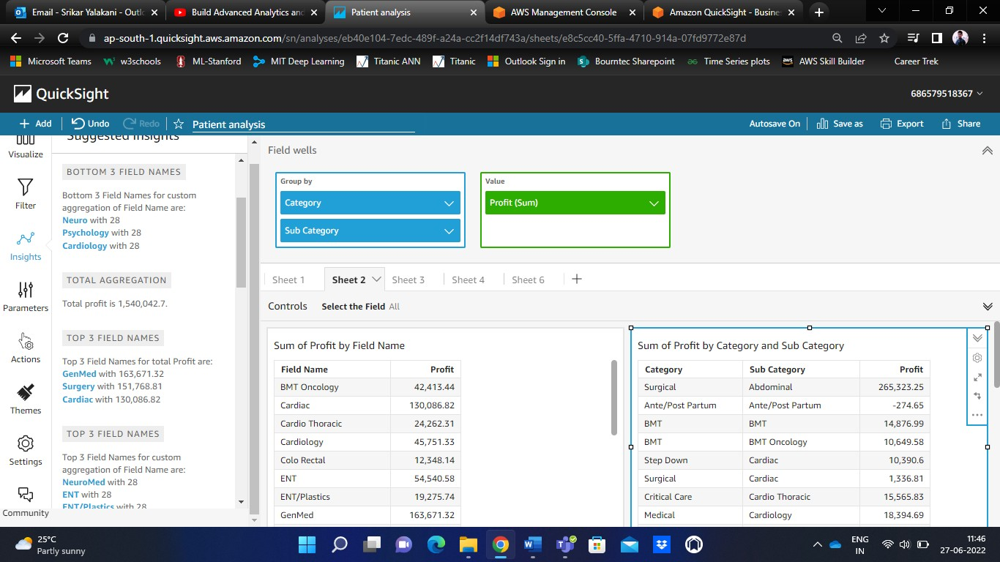 Email - Srikar Yalakani - Outlo
Build Advanced Analytics and
Patient analysis
AWS Management Console
Amazon QuickSight - Busine
ap-south-1.quicksight.aws.amazon.com/sn/analyses/eb40e104-7edc-489f-a24a-cc2f14df743a/sheets/e8c5cc40-5ffa-4710-914a-07fd9772e87d
Microsoft Teams
w3schools
ML-Stanford
MIT Deep Learning
Titanic ANN
Titanic
Outlook Sign in
Bourntec Sharepoint
Time Series plots
AWS Skill Builder
Career Trek
QuickSight
686579518367
Add
Undo
Redo
Patient analysis
Autosave On
Save as
Export
Share
Visualize
Filter
Insights
Parameters
Actions
Themes
Settings
Community
Suggested Insights
BOTTOM 3 FIELD NAMES
Bottom 3 Field Names for custom
aggregation of Field Name are:
Neuro with 28
Psychology with 28
Cardiology with 28
TOTAL AGGREGATION
Total profit is 1,540,042.7.
TOP 3 FIELD NAMES
Top 3 Field Names for total Profit are:
GenMed with 163,671.32
Surgery with 151,768.81
Cardiac with 130,086.82
TOP 3 FIELD NAMES
Top 3 Field Names for custom
aggregation of Field Name are:
NeuroMed with 28
ENT with 28
ENT/Plastics with 28
Field wells
Group by
Category
Sub Category
Value
Profit (Sum)
Sheet 1
Sheet 2
Sheet 3
Sheet 4
Sheet 6
Controls Select the Field All
Sum of Profit by Field Name
Field Name Profit
BMT Oncology 42,413.44
Cardiac 130,086.82
Cardio Thoracic 24,262.31
Cardiology 45,751.33
Colo Rectal 12,348.14
ENT 54,540.58
ENT/Plastics 19,275.74
GenMed 163,671.32
Sum of Profit by Category and Sub Category
Category Sub Category Profit
Surgical Abdominal 265,323.25
Ante/Post Partum Ante/Post Partum -274.65
BMT BMT 14,876.99
BMT BMT Oncology 10,649.58
Step Down Cardiac 10,390.6
Surgical Cardiac 1,336.81
Critical Care Cardio Thoracic 15,565.83
Medical Cardiology 18,394.69
25°C
Partly sunny
ENG
IN
11:46
27-06-2022